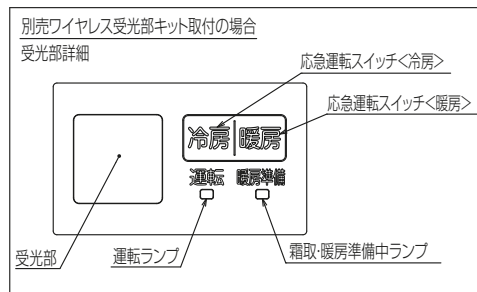 別売ワイヤレス受光部キット取付の場合
受光部詳細
応急運転スイッチ<冷房>
応急運転スイッチ<暖房>
冷房 暖房
運転 暖房準備
受光部
運転ランプ
霜取・暖房準備中ランプ